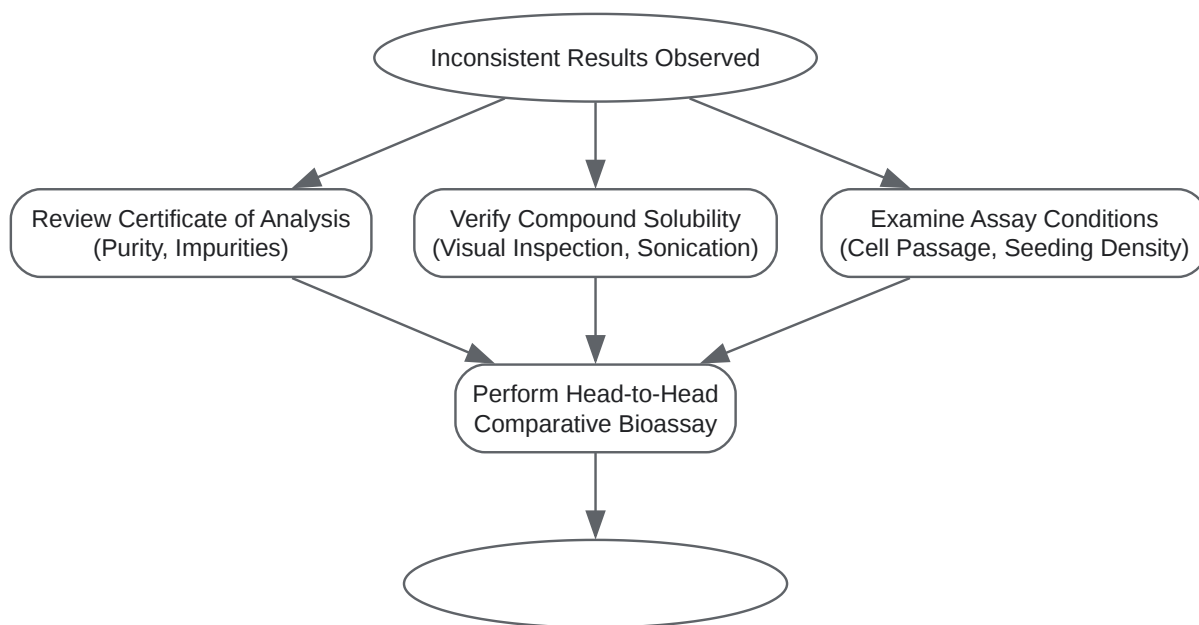 Inconsistent Results Observed
Review Certificate of Analysis
(Purity, Impurities)
Verify Compound Solubility
(Visual Inspection, Sonication)
Examine Assay Conditions
(Cell Passage, Seeding Density)
Perform Head-to-Head
Comparative Bioassay